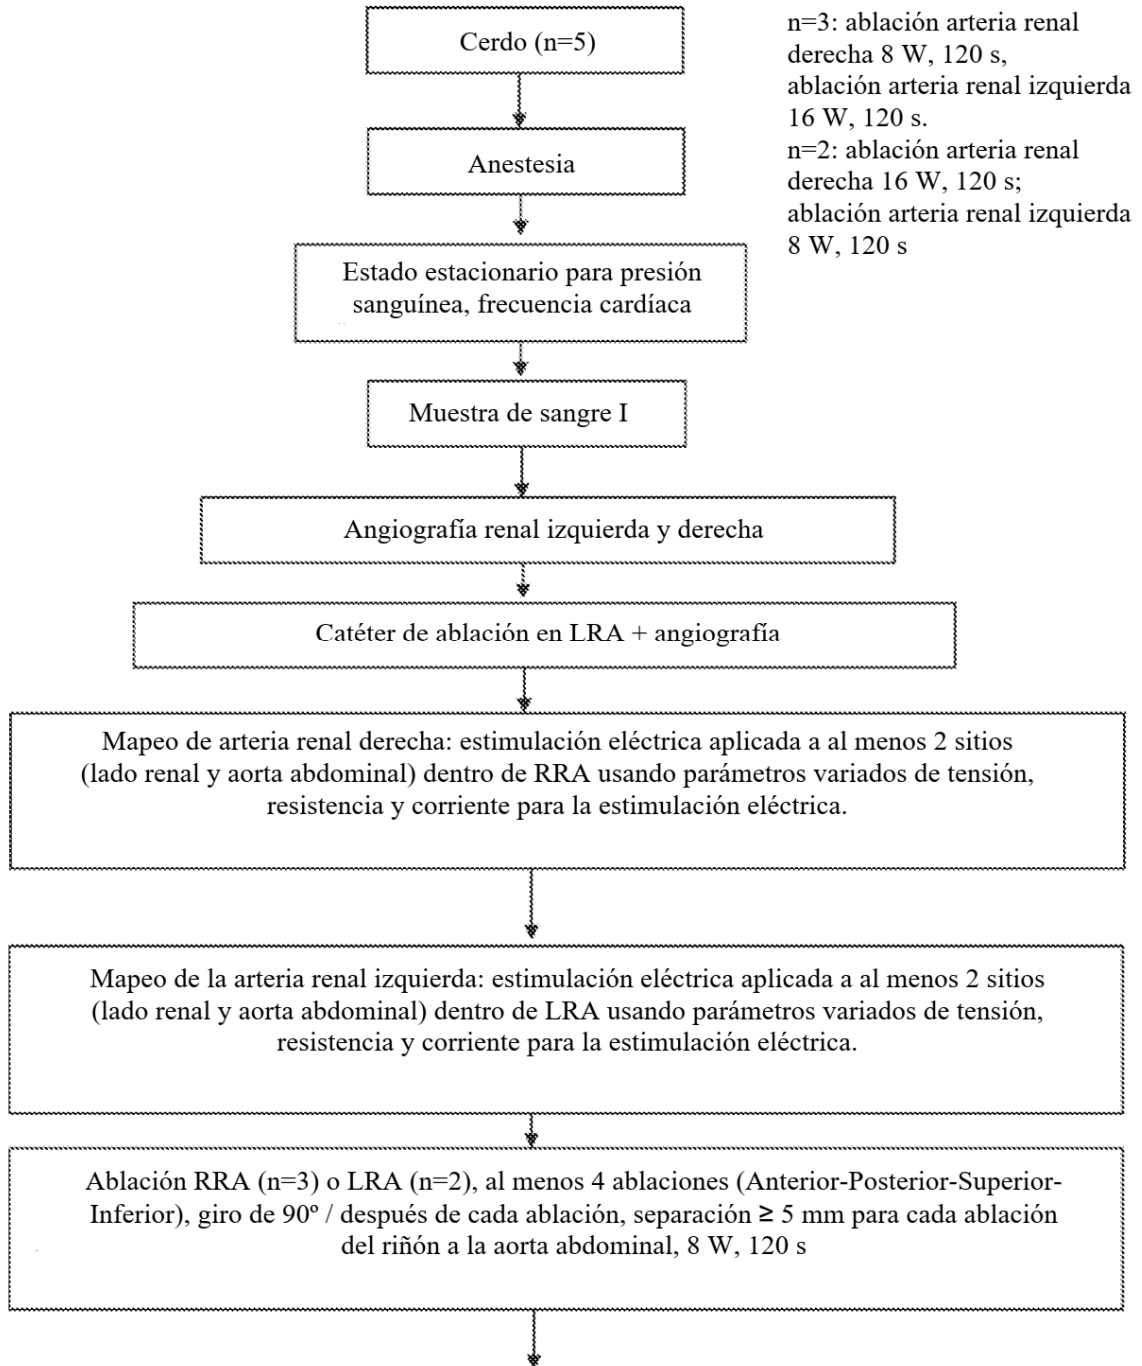 Cerdo (n=5)
n=3: ablación arteria renal
derecha 8 W, 120 s,
ablación arteria renal izquierda
16 W, 120 s.
n=2: ablación arteria renal
derecha 16 W, 120 s;
ablación arteria renal izquierda
8 W, 120 s
Anestesia
Estado estacionario para presión
sanguínea, frecuencia cardíaca
Muestra de sangre I
Angiografía renal izquierda y derecha
Catéter de ablación en LRA + angiografía
Mapeo de arteria renal derecha: estimulación eléctrica aplicada a al menos 2 sitios
(lado renal y aorta abdominal) dentro de RRA usando parámetros variados de tensión,
resistencia y corriente para la estimulación eléctrica.
Mapeo de la arteria renal izquierda: estimulación eléctrica aplicada a al menos 2 sitios
(lado renal y aorta abdominal) dentro de LRA usando parámetros variados de tensión,
resistencia y corriente para la estimulación eléctrica.
Ablación RRA (n=3) o LRA (n=2), al menos 4 ablaciones (Anterior-Posterior-Superior-
Inferior), giro de 90º / después de cada ablación, separación ≥ 5 mm para cada ablación
del riñón a la aorta abdominal, 8 W, 120 s